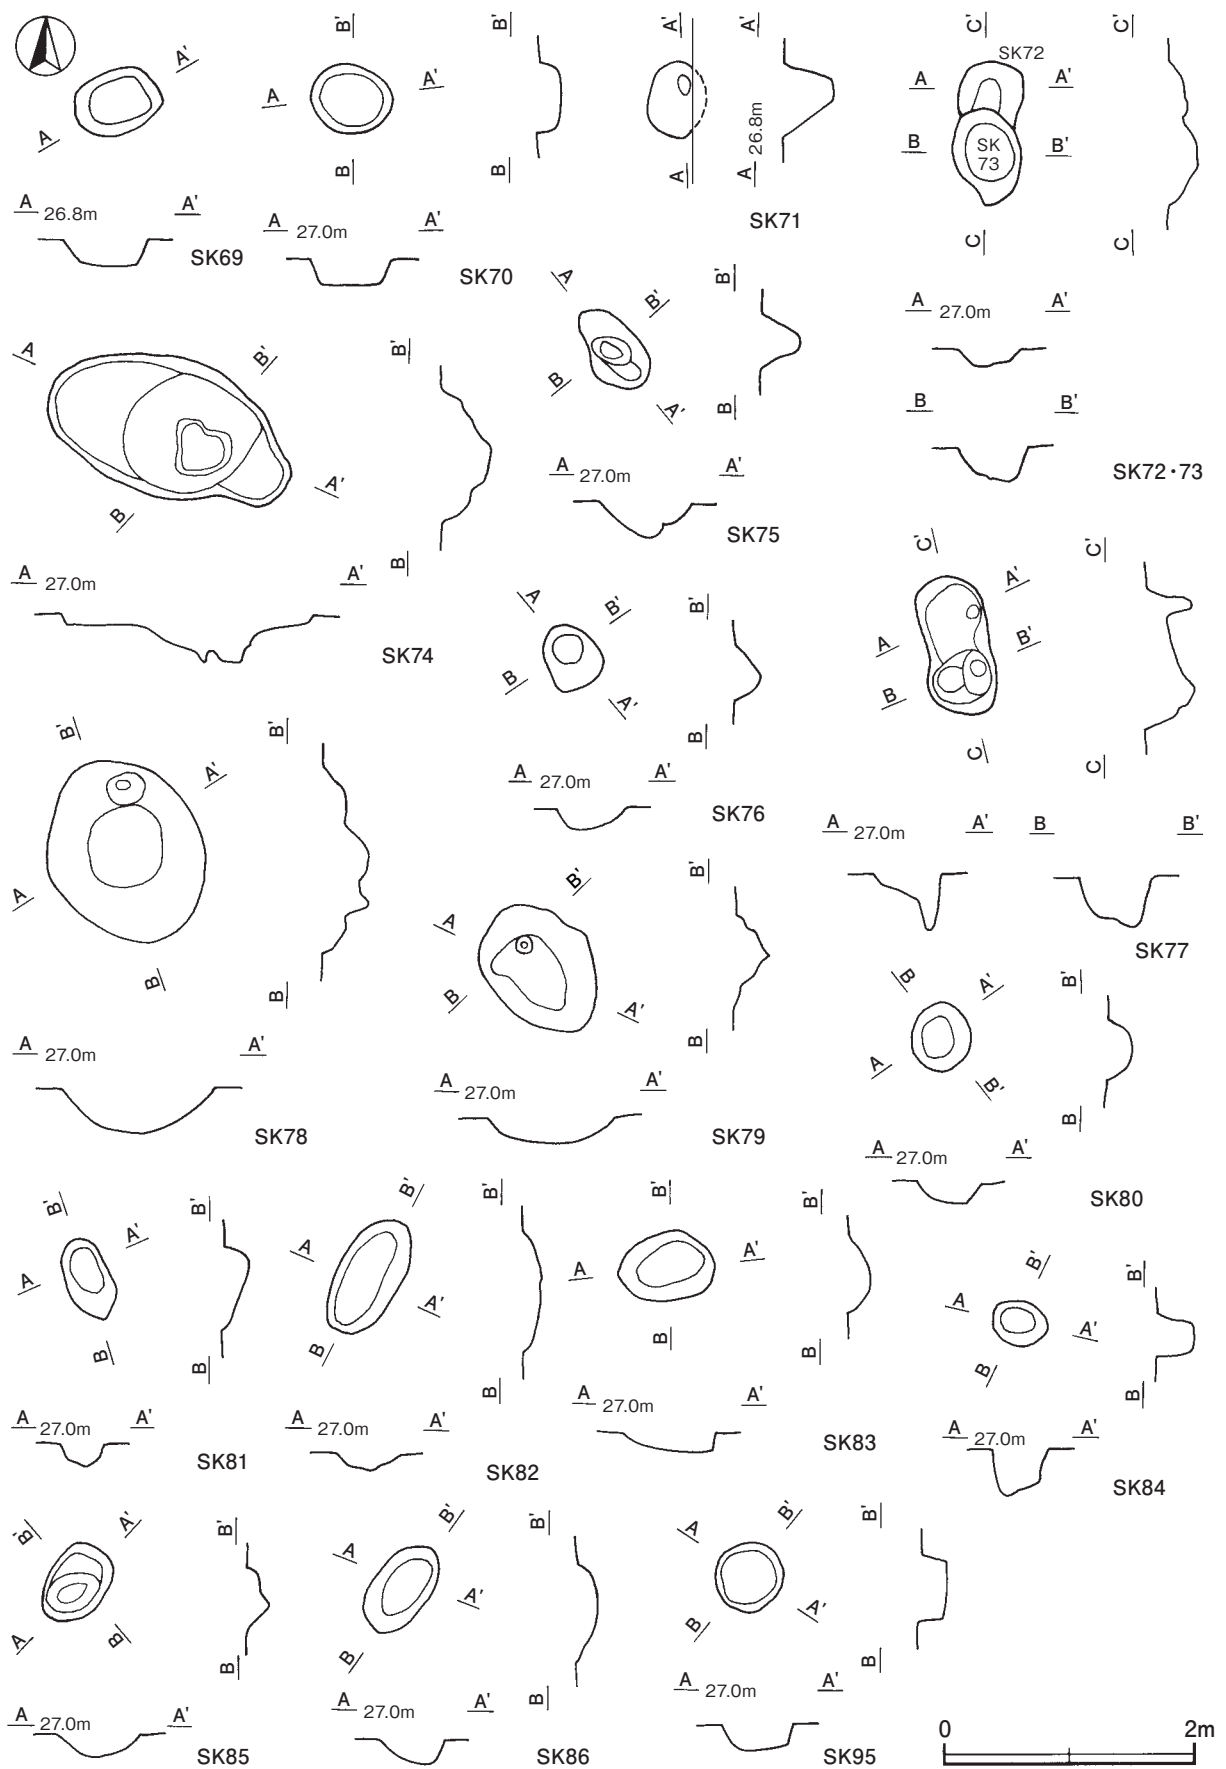 A A'
A 26.8m A'
SK69
B' B' 
A A'
B B
A 27.0m A'
SK70
A' A'
A A 26.8m
SK71
C' C'
SK72
A A'
B SK 73 B'
C C
A 27.0m A'
B B'
SK72・73
A B' B'
B A' B
A 27.0m A'
SK74
A B' B'
B A' B
A 27.0m A'
SK75
A B' B'
B A' B
A 27.0m A'
SK76
C' C'
A A'
B B'
C C
A 27.0m A' B B'
SK77
B' B'
A A'
B B
A 27.0m A'
SK78
B' B'
A
B A' B
A 27.0m A'
SK79
B A' B'
A B' B
A 27.0m A'
SK80
B' B'
A A'
B B
A 27.0m A'
SK81
B' B'
A A'
B B
A 27.0m A'
SK82
B' B'
A A'
B B
A 27.0m A'
SK83
B' B'
A A'
B B
A 27.0m A'
SK84
B' A' B'
A B B
A 27.0m A'
SK85
B' B'
A A'
B B
A 27.0m A'
SK86
A B' B'
B A' B
A 27.0m A'
SK95
0 2m